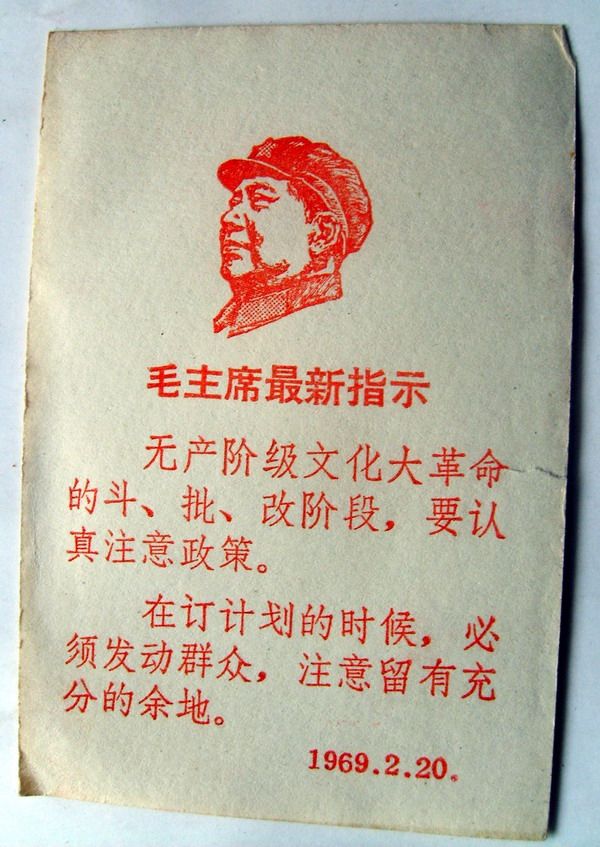 毛主席最新指示
无产阶级文化大革命
的斗、批、改阶段，要认
真注意政策。
在订计划的时候，必
须发动群众，注意留有充
分的余地。
1969.2.20.